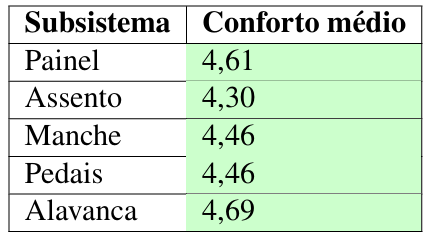 Subsistema Conforto médio
Painel 4,61
Assento 4,30
Manche 4,46
Pedais 4,46
Alavanca 4,69